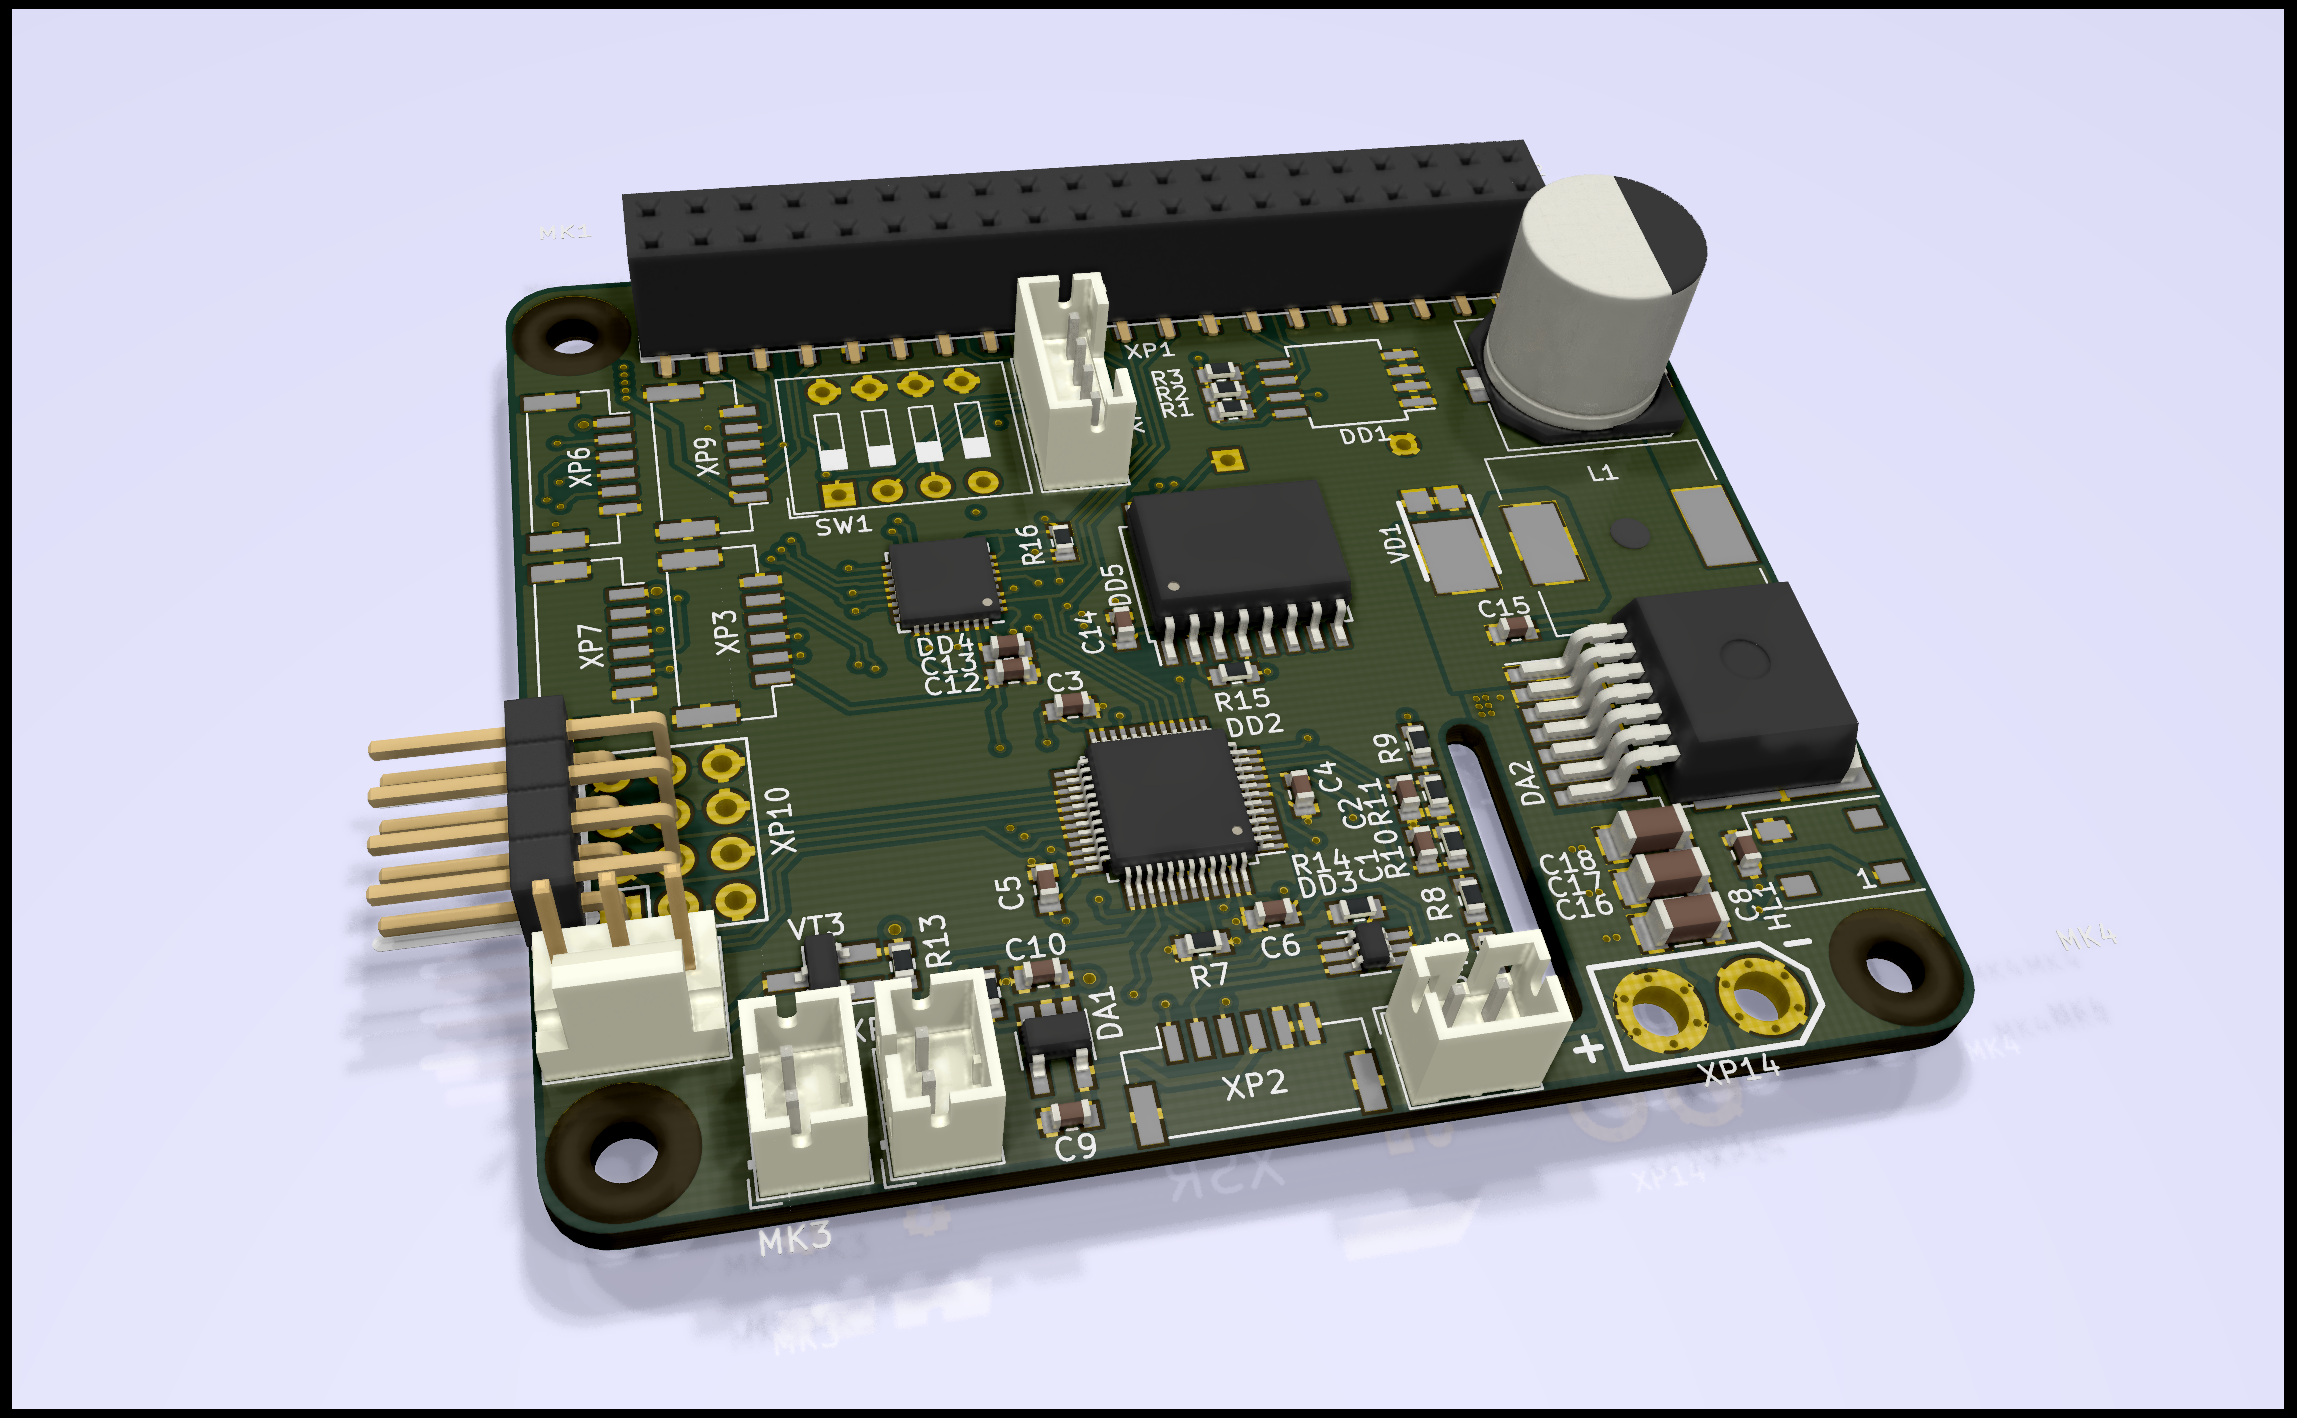 MK1
XP1
R3
R2
R1
DD1
XP6
XP9
SW1
L1
VD1
R16
DD5
C14
C15
XP7
XP3
DD4
C13
C12
C3
R15
DD2
R9
DA2
C4
C2
R11
XP10
C5
R14
DD3
C1
R10
C18
C17
C16
C8
HL1
1
R8
VT3
R13
C10
C6
R7
DA1
XP2
C9
+
−
XP14
MK4
MK3